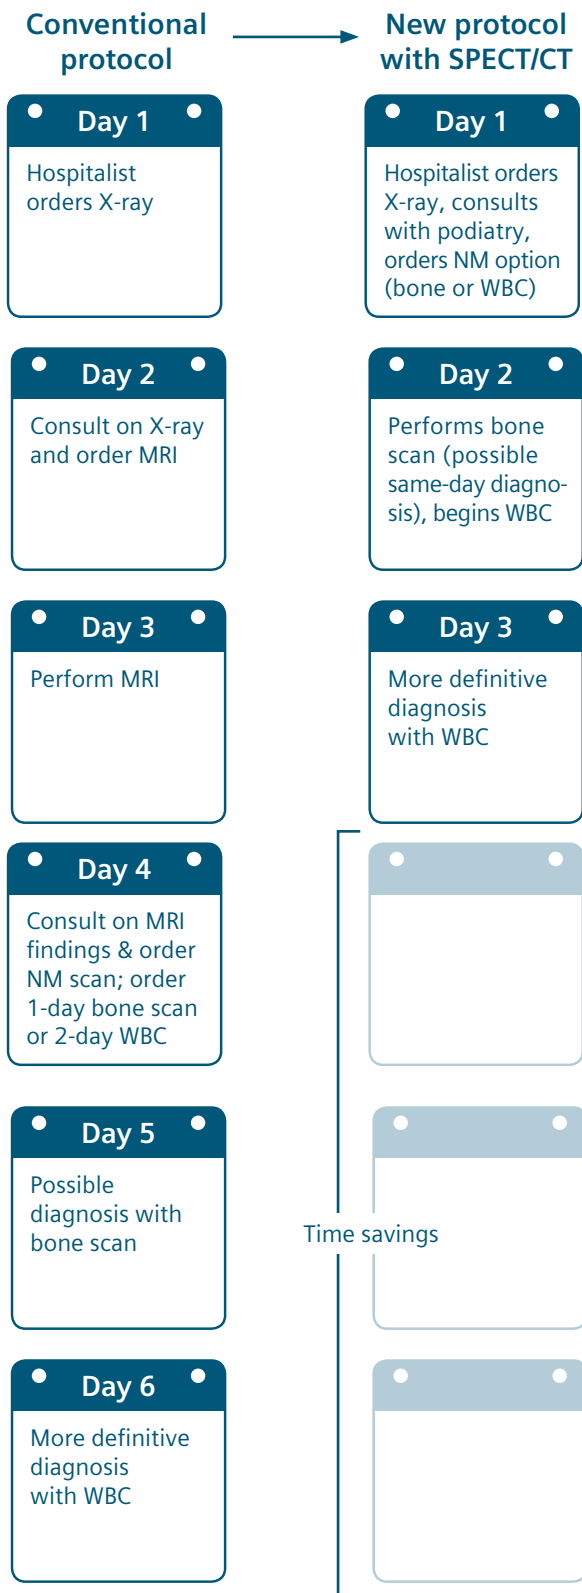 Conventional
protocol
New protocol
with SPECT/CT
Day 1
Hospitalist
orders X-ray
Day 1
Hospitalist orders
X-ray, consults
with podiatry,
orders NM option
(bone or WBC)
Day 2
Consult on X-ray
and order MRI
Day 2
Performs bone
scan (possible
same-day diagno-
sis), begins WBC
Day 3
Perform MRI
Day 3
More definitive
diagnosis
with WBC
Day 4
Consult on MRI
findings & order
NM scan; order
1-day bone scan
or 2-day WBC
Day 5
Possible
diagnosis with
bone scan
Time savings
Day 6
More definitive
diagnosis
with WBC